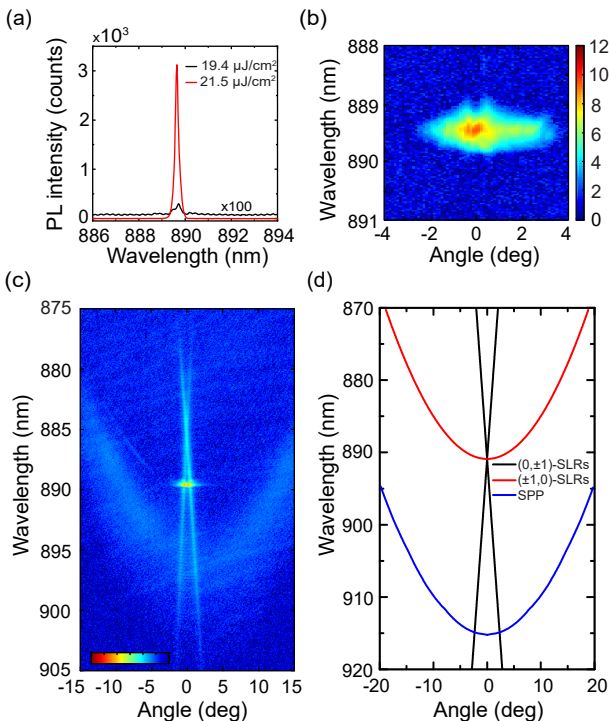 (a)
×10³
3
2
1
0
886 888 890 892 894
PL intensity (counts)
Wavelength (nm)
19.4 µJ/cm²
21.5 µJ/cm²
x100
(b)
888
889
890
891
-4 -2 0 2 4
Wavelength (nm)
Angle (deg)
12
10
8
6
4
2
0
(c)
875
880
885
890
895
900
905
-15 -10 -5 0 5 10 15
Wavelength (nm)
Angle (deg)
(d)
870
880
890
900
910
920
-20 -10 0 10 20
Wavelength (nm)
Angle (deg)
(0,±1)-SLRs
(±1,0)-SLRs
SPP